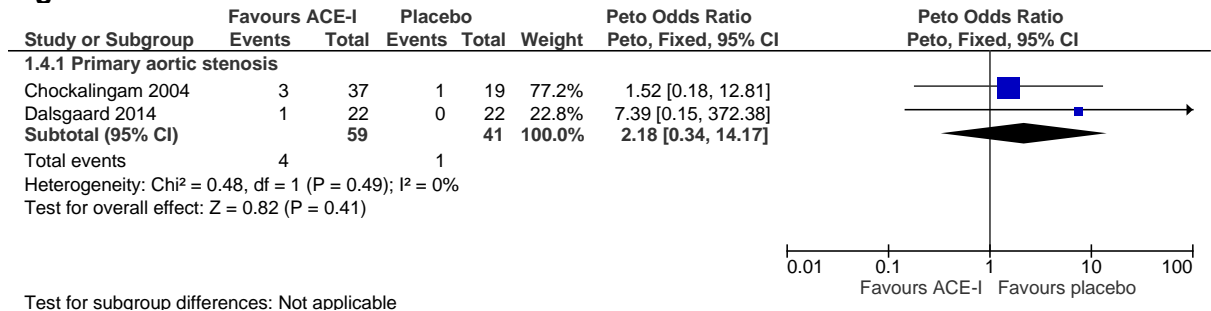 Favours ACE-I Placebo Peto Odds Ratio Peto Odds Ratio
Study or Subgroup Events Total Events Total Weight Peto, Fixed, 95% CI Peto, Fixed, 95% CI
1.4.1 Primary aortic stenosis
Chockalingam 2004 3 37 1 19 77.2% 1.52 [0.18, 12.81]
Dalsgaard 2014 1 22 0 22 22.8% 7.39 [0.15, 372.38]
Subtotal (95% CI) 59 41 100.0% 2.18 [0.34, 14.17]
Total events 4 1
Heterogeneity: Chi² = 0.48, df = 1 (P = 0.49); I² = 0%
Test for overall effect: Z = 0.82 (P = 0.41)
0.01 0.1 1 10 100
Favours ACE-I Favours placebo
Test for subgroup differences: Not applicable